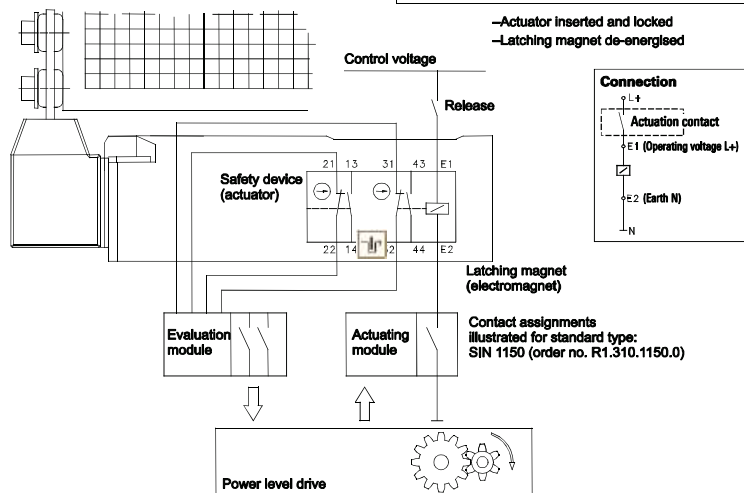 –Actuator inserted and locked
–Latching magnet de-energised
Control voltage
Release
Connection
L+
Actuation contact
E1 (Operating voltage L+)
E2 (Earth N)
N
21 13 31 43 E1
Safety device
(actuator)
22 14 44 E2
Latching magnet
(electromagnet)
Evaluation
module
Actuating
module
Contact assignments
illustrated for standard type:
SIN 1150 (order no. R1.310.1150.0)
Power level drive